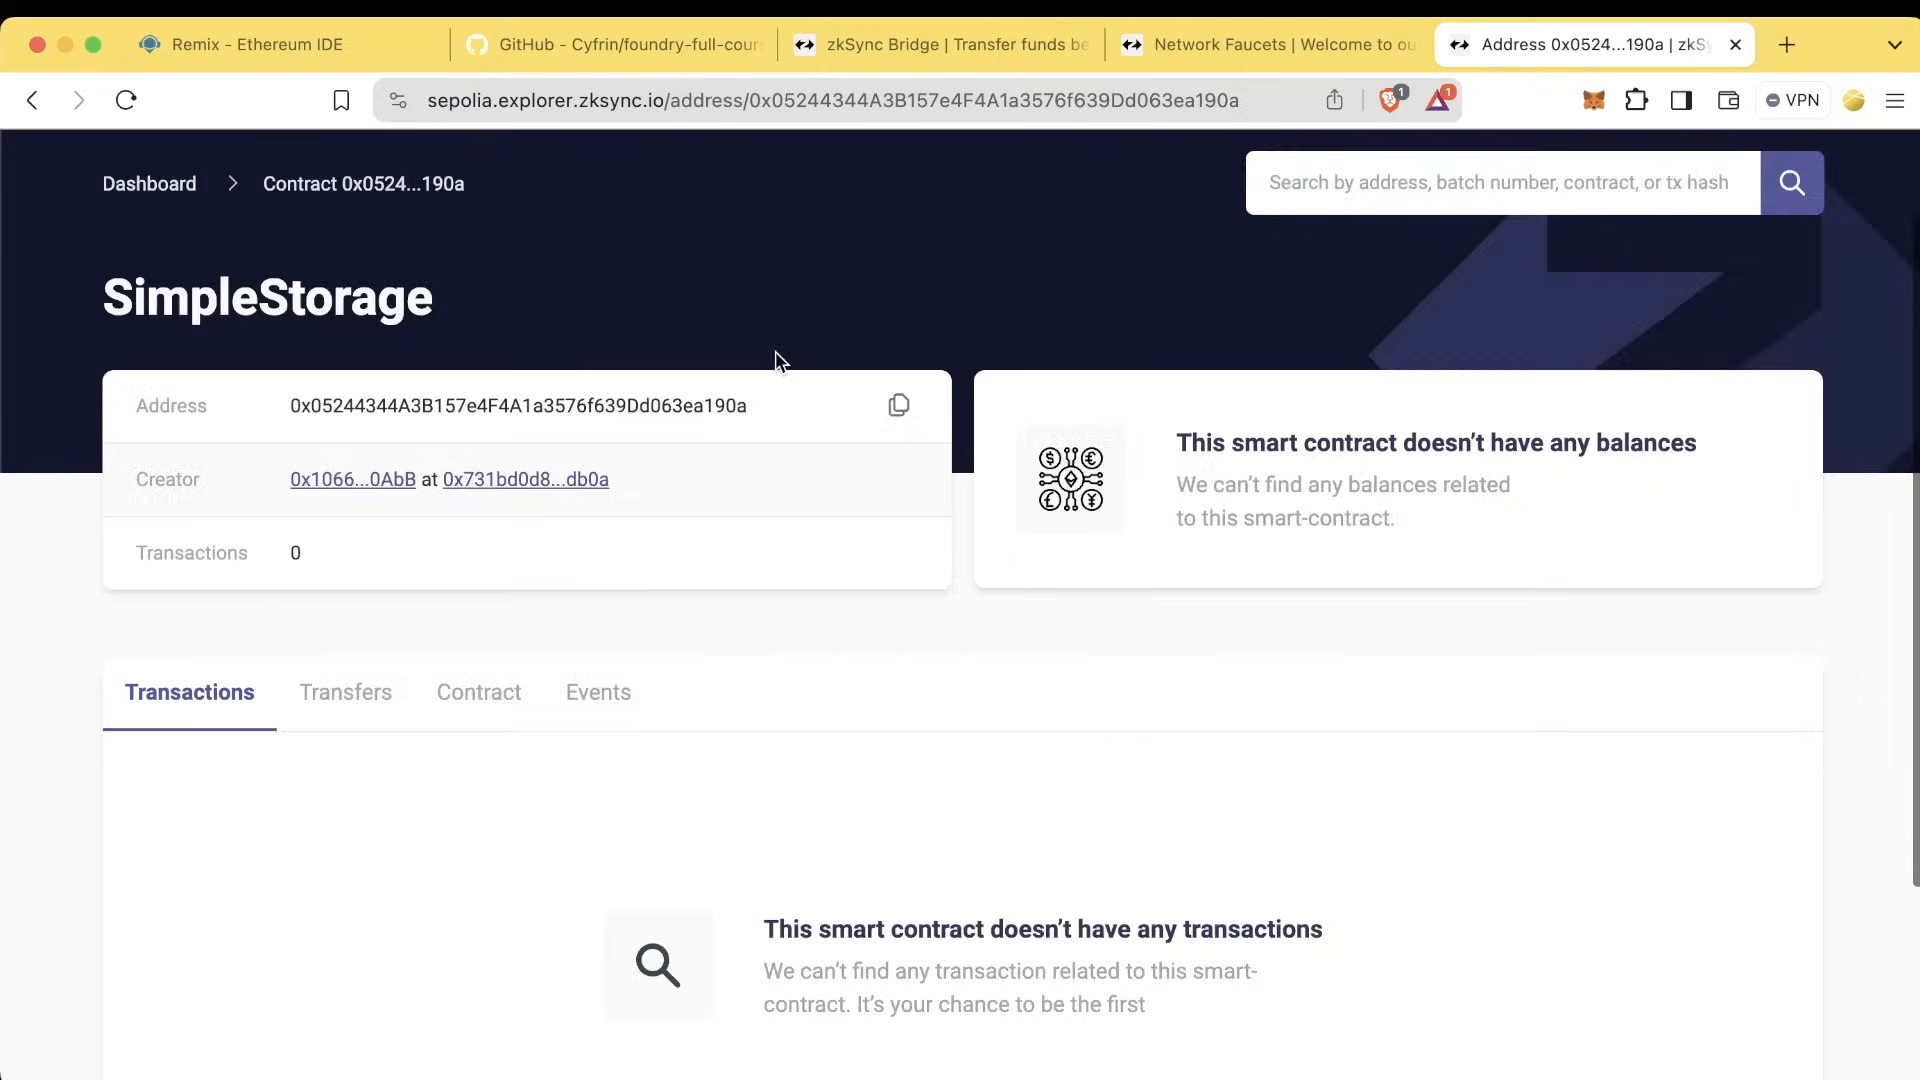 Remix - Ethereum IDE
GitHub - Cyfrin/foundry-full-cour
zkSync Bridge | Transfer funds be
Network Faucets | Welcome to ou
Address 0x0524...190a | zkS
sepolia.explorer.zksync.io/address/0x05244344A3B157e4F4A1a3576f639Dd063ea190a
1
1
VPN
Dashboard
Contract 0x0524...190a
Search by address, batch number, contract, or tx hash
SimpleStorage
Address 0x05244344A3B157e4F4A1a3576f639Dd063ea190a
Creator 0x1066...0AbB at 0x731bd0d8...db0a
Transactions 0
This smart contract doesn’t have any balances
We can’t find any balances related
to this smart-contract.
Transactions Transfers Contract Events
This smart contract doesn’t have any transactions
We can’t find any transaction related to this smart-
contract. It’s your chance to be the first